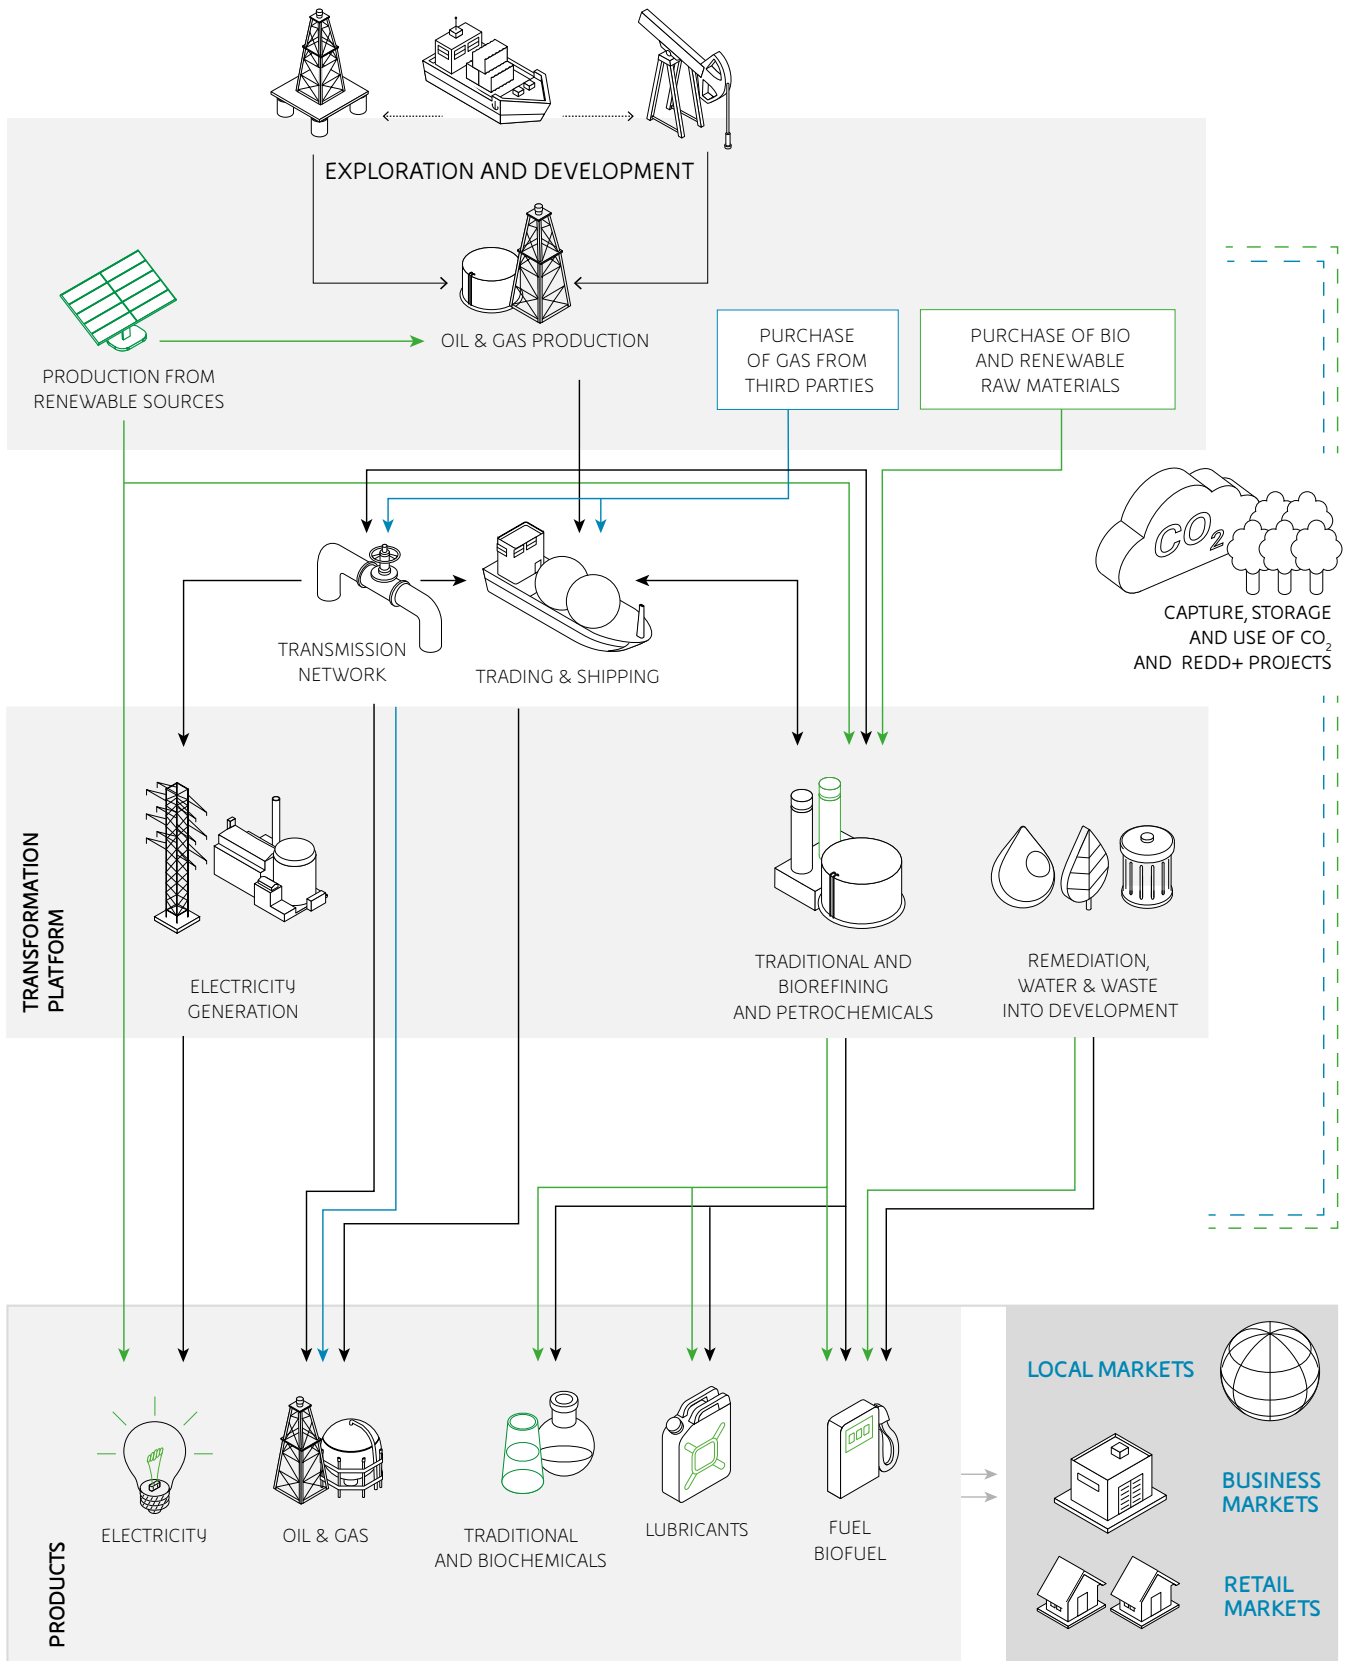 EXPLORATION AND DEVELOPMENT
OIL & GAS PRODUCTION
PRODUCTION FROM
RENEWABLE SOURCES
PURCHASE
OF GAS FROM
THIRD PARTIES
PURCHASE OF BIO
AND RENEWABLE
RAW MATERIALS
CO2
CAPTURE, STORAGE
AND USE OF CO2
AND REDD+ PROJECTS
TRANSMISSION
NETWORK
TRADING & SHIPPING
TRANSFORMATION
PLATFORM
ELECTRICITY
GENERATION
TRADITIONAL AND
BIOREFINING
AND PETROCHEMICALS
REMEDIATION,
WATER & WASTE
INTO DEVELOPMENT
PRODUCTS
ELECTRICITY
OIL & GAS
TRADITIONAL
AND BIOCHEMICALS
LUBRICANTS
FUEL
BIOFUEL
LOCAL MARKETS
BUSINESS
MARKETS
RETAIL
MARKETS